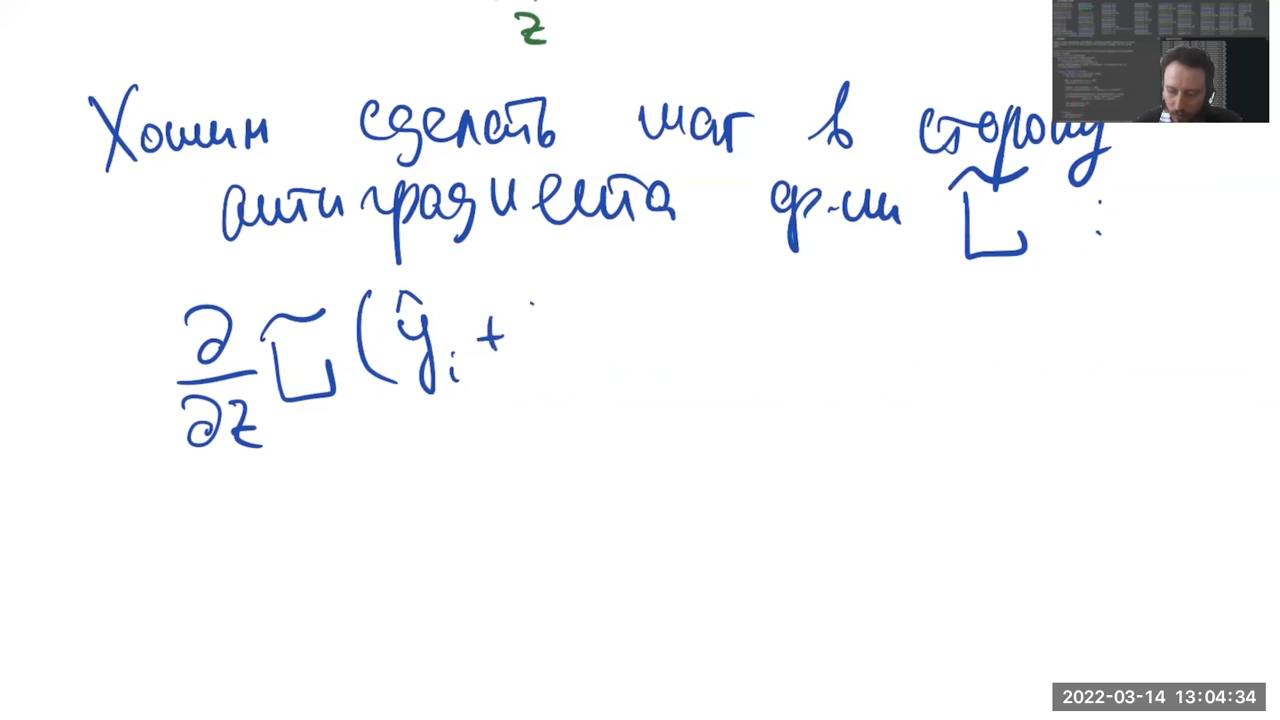 z
Хотим сделать шаг в сторону
антиградиента ф-ии L̃ :
∂/∂z L̃ (ŷᵢ +
2022-03-14 13:04:34